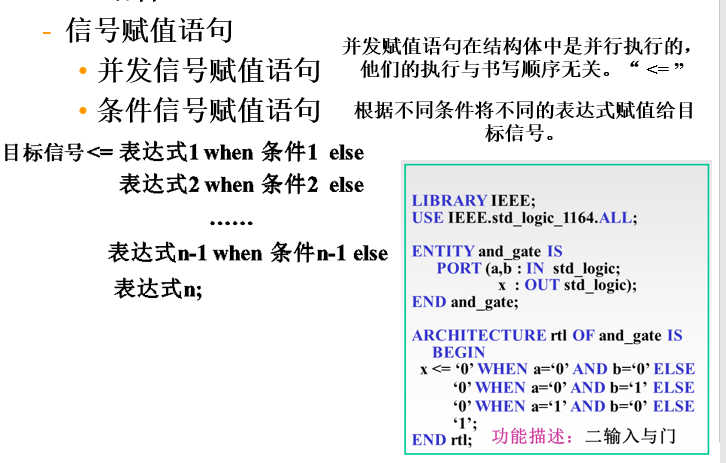 - 信号赋值语句
• 并发信号赋值语句
并发赋值语句在结构体中是并行执行的，
他们的执行与书写顺序无关。“ <= ”
• 条件信号赋值语句
根据不同条件将不同的表达式赋值给目
标信号。
目标信号<= 表达式1 when 条件1 else
表达式2 when 条件2 else
……
表达式n-1 when 条件n-1 else
表达式n;
LIBRARY IEEE;
USE IEEE.std_logic_1164.ALL;
ENTITY and_gate IS
PORT (a,b : IN std_logic;
x : OUT std_logic);
END and_gate;
ARCHITECTURE rtl OF and_gate IS
BEGIN
x <= ‘0’ WHEN a=‘0’ AND b=‘0’ ELSE
‘0’ WHEN a=‘0’ AND b=‘1’ ELSE
‘0’ WHEN a=‘1’ AND b=‘0’ ELSE
‘1’;
END rtl; 功能描述：二输入与门